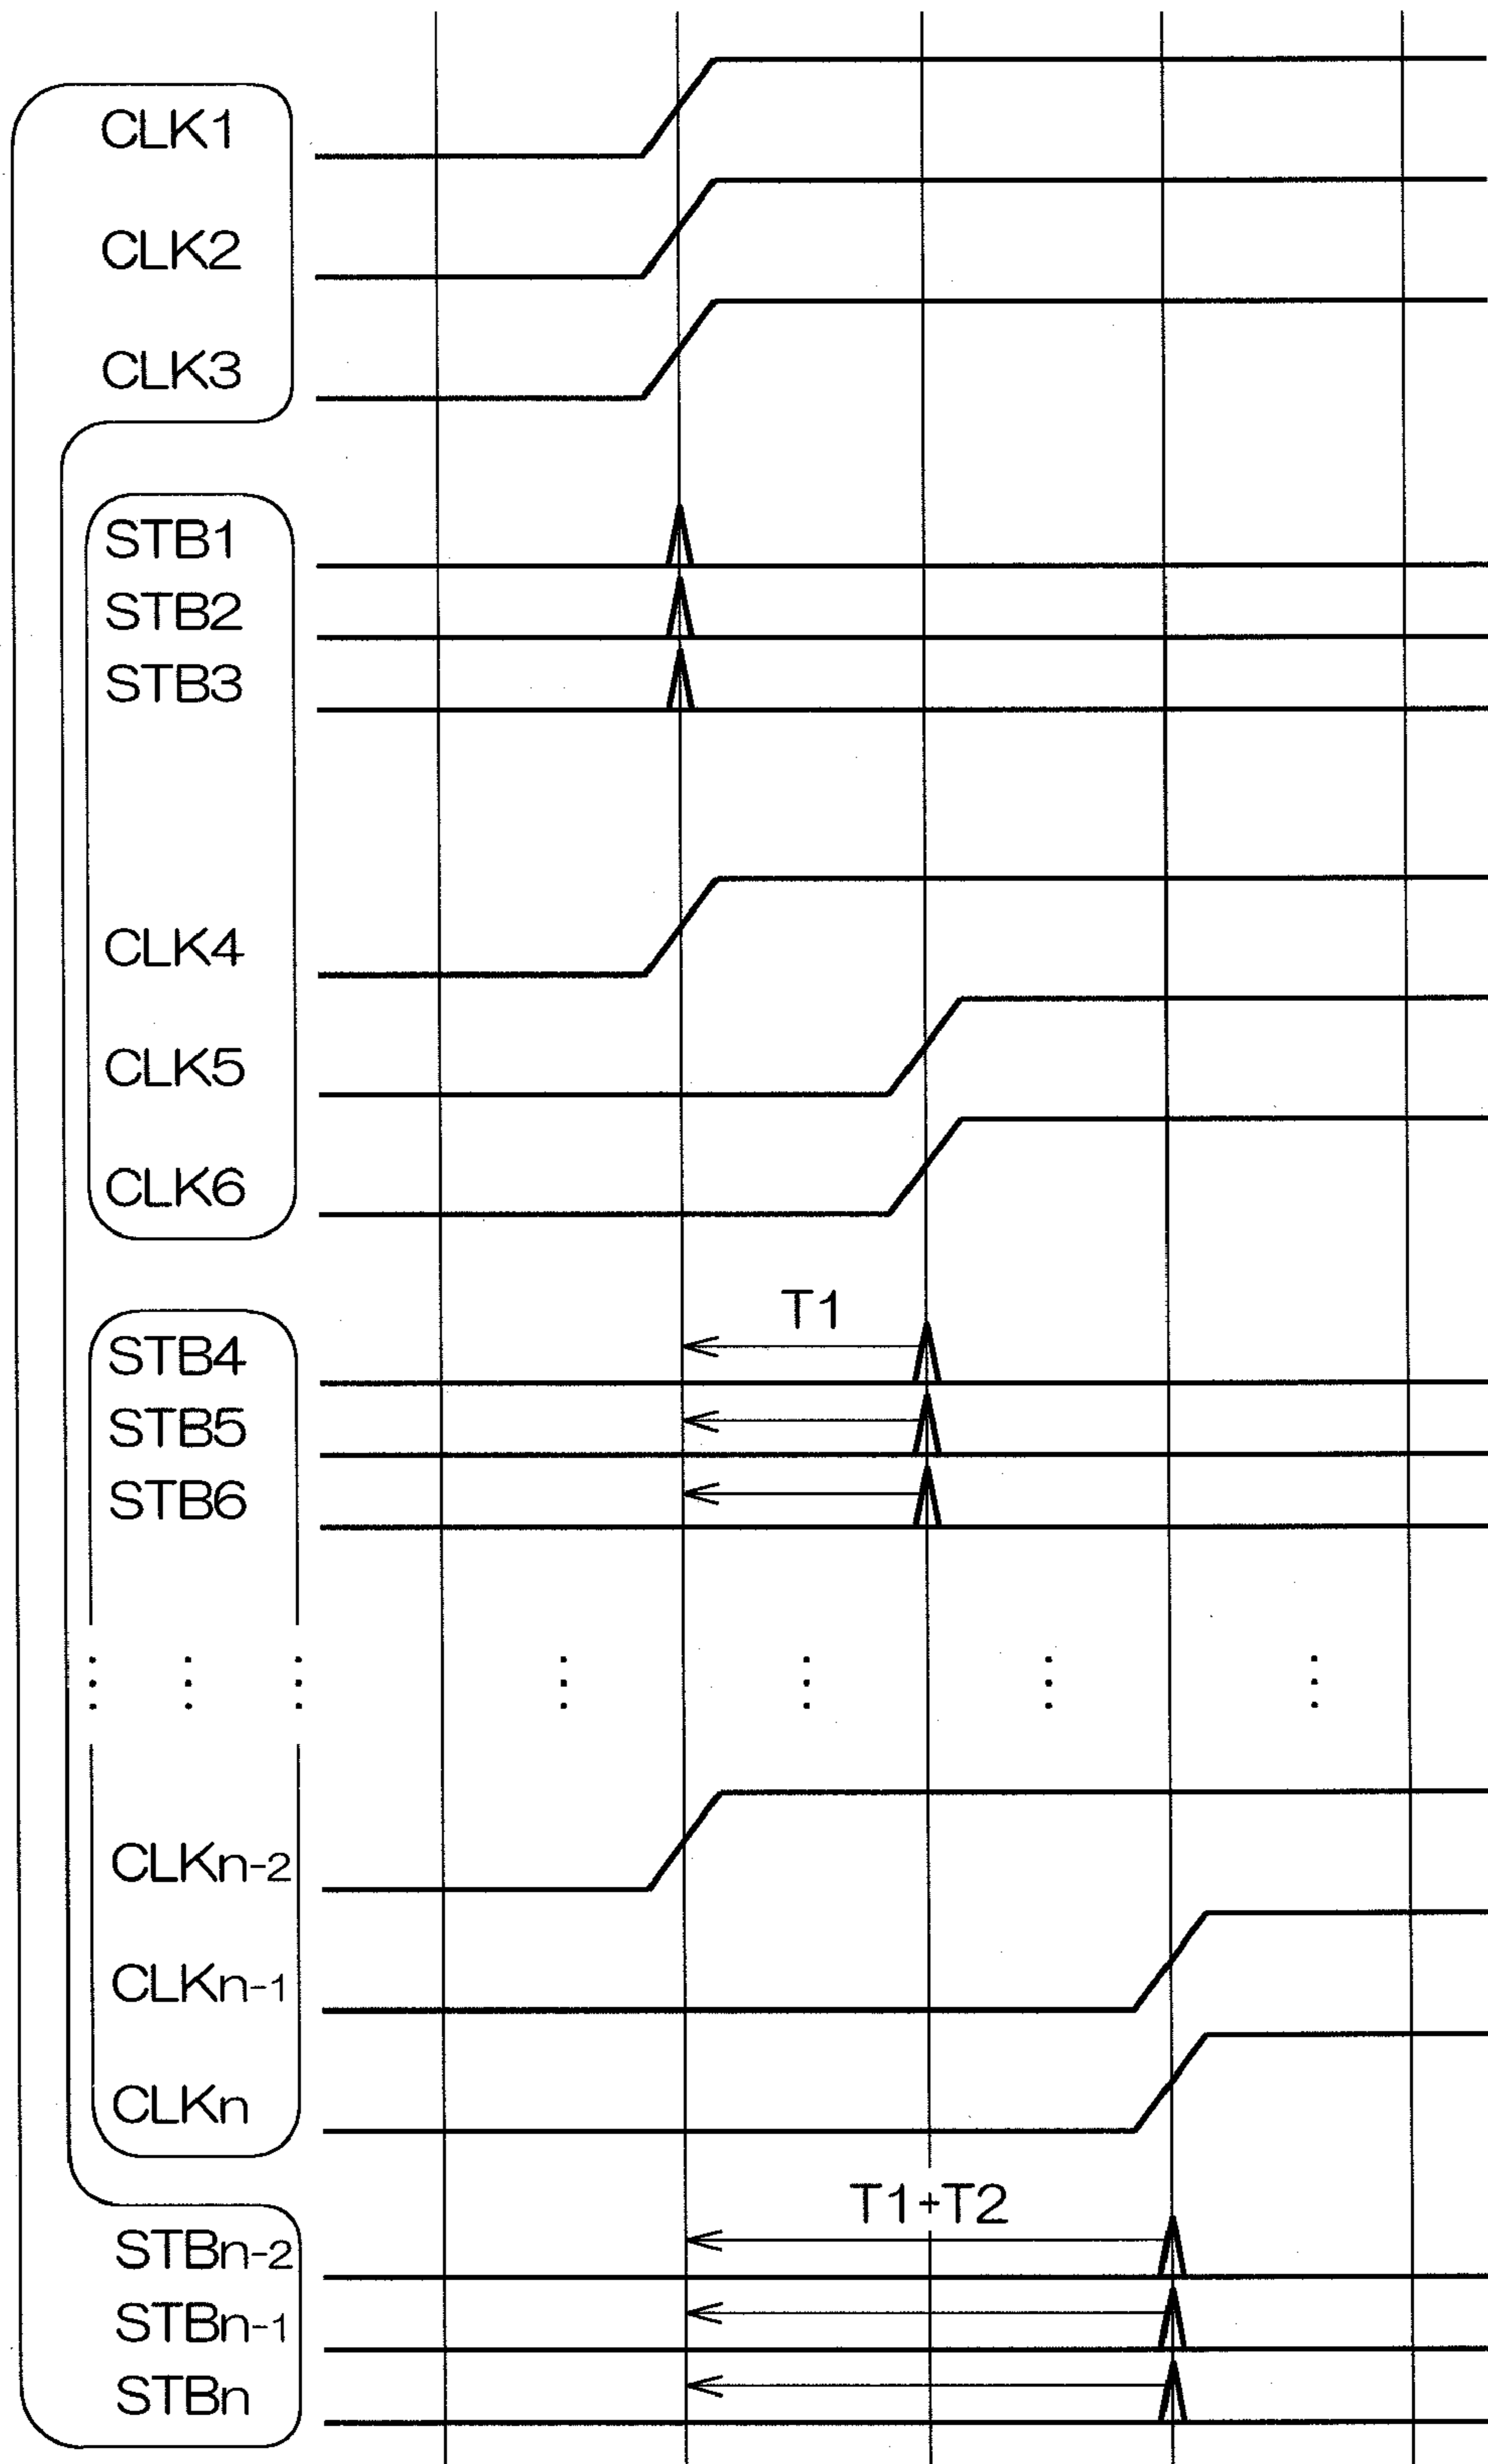 CLK1
CLK2
CLK3
STB1
STB2
STB3
CLK4
CLK5
CLK6
T1
STB4
STB5
STB6
CLKn-2
CLKn-1
CLKn
T1+T2
STBn-2
STBn-1
STBn